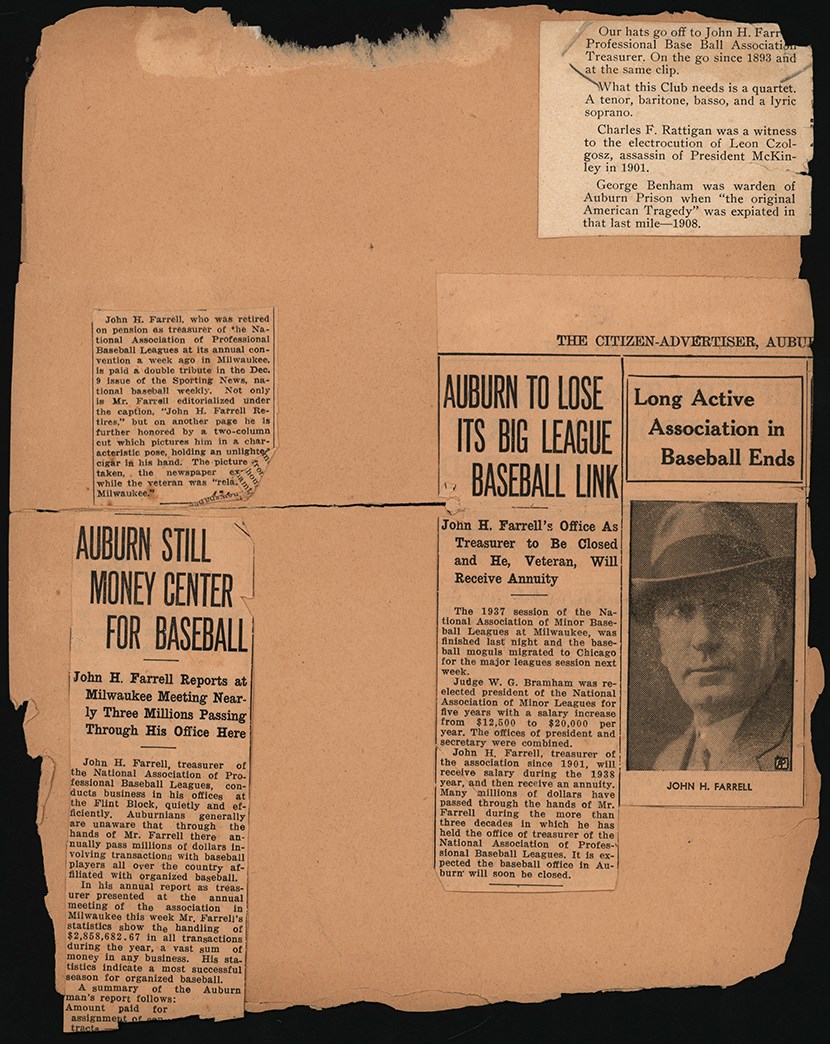 Our hats go off to John H. Farr
Professional Base Ball Association
Treasurer. On the go since 1893 and
at the same clip.
What this Club needs is a quartet.
A tenor, baritone, basso, and a lyric
soprano.
Charles F. Rattigan was a witness
to the electrocution of Leon Czol-
gosz, assassin of President McKin-
ley in 1901.
George Benham was warden of
Auburn Prison when "the original
American Tragedy" was expiated in
that last mile—1908.
John H. Farrell, who was retired
on pension as treasurer of the Na-
tional Association of Professional
Baseball Leagues at its annual con-
vention a week ago in Milwaukee,
is paid a double tribute in the Dec.
9 issue of the Sporting News, na-
tional baseball weekly. Not only
is Mr. Farrell editorialized under
the caption, "John H. Farrell Re-
tires," but on another page he is
further honored by a two-column
cut which pictures him in a char-
acteristic pose, holding an unlighte
cigar in his hand. The picture
taken, the newspaper ex
while the veteran was "rela
Milwaukee."
AUBURN STILL
MONEY CENTER
FOR BASEBALL
John H. Farrell Reports at
Milwaukee Meeting Near-
ly Three Millions Passing
Through His Office Here
John H. Farrell, treasurer of
the National Association of Pro-
fessional Baseball Leagues, con-
ducts business in his offices at
the Flint Block, quietly and ef-
ficiently. Auburnians generally
are unaware that through the
hands of Mr. Farrell there an-
nually pass millions of dollars in-
volving transactions with baseball
players all over the country af-
filiated with organized baseball.
In his annual report as treas-
urer presented at the annual
meeting of the association in
Milwaukee this week Mr. Farrell's
statistics show the handling of
$2,858,682.67 in all transactions
during the year, a vast sum of
money in any business. His sta-
tistics indicate a most successful
season for organized baseball.
A summary of the Auburn
man's report follows:
Amount paid for
assignment of con-
tracts
THE CITIZEN-ADVERTISER, AUBU
AUBURN TO LOSE
ITS BIG LEAGUE
BASEBALL LINK
John H. Farrell's Office As
Treasurer to Be Closed
and He, Veteran, Will
Receive Annuity
The 1937 session of the Na-
tional Association of Minor Base-
ball Leagues at Milwaukee, was
finished last night and the base-
ball moguls migrated to Chicago
for the major leagues session next
week.
Judge W. G. Bramham was re-
elected president of the National
Association of Minor Leagues for
five years with a salary increase
from $12,500 to $20,000 per
year. The offices of president and
secretary were combined.
John H. Farrell, treasurer of
the association since 1901, will
receive salary during the 1938
year, and then receive an annuity.
Many millions of dollars have
passed through the hands of Mr.
Farrell during the more than
three decades in which he has
held the office of treasurer of the
National Association of Profes-
sional Baseball Leagues. It is ex-
pected the baseball office in Au-
burn will soon be closed.
Long Active
Association in
Baseball Ends
AP
JOHN H. FARRELL